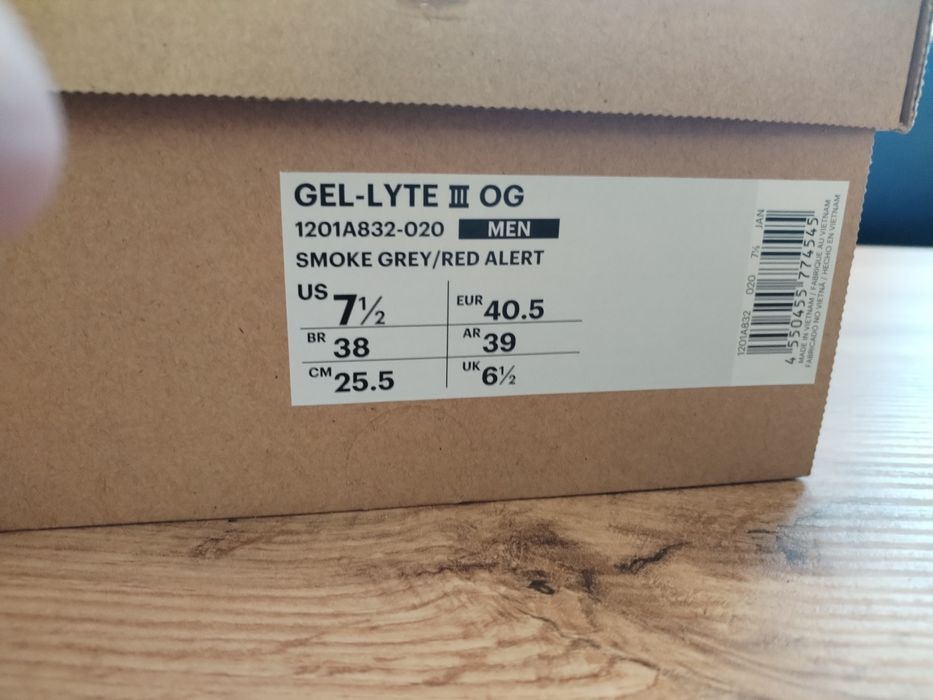 GEL-LYTE III OG
1201A832-020 MEN
SMOKE GREY/RED ALERT
US 7½ EUR 40.5
BR 38 AR 39
CM 25.5 UK 6½
1201A832 020 7½ JAN
4 550455 774545
MADE IN VIETNAM / FABRIQUÉ AU VIETNAM
FABRICADO NO VIETNÃ / HECHO EN VIETNAM